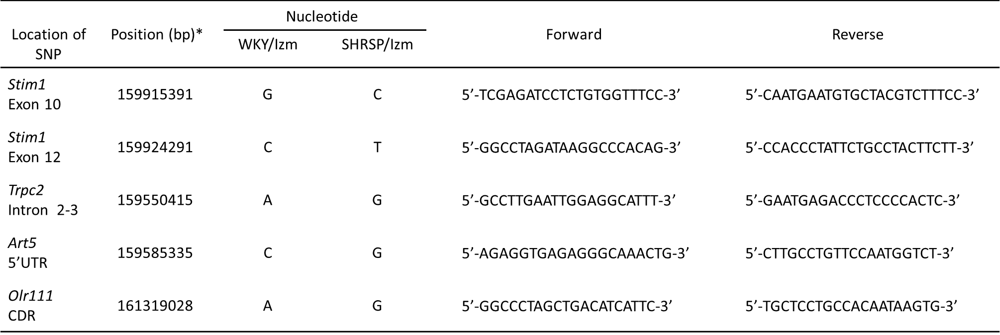 Nucleotide
Location of SNP Position (bp)* WKY/Izm SHRSP/Izm Forward Reverse
Stim1
Exon 10 159915391 G C 5’-TCGAGATCCTCTGTGGTTTCC-3’ 5’-CAATGAATGTGCTACGTCTTTCC-3’
Stim1
Exon 12 159924291 C T 5’-GGCCTAGATAAGGCCCACAG-3’ 5’-CCACCCTATTCTGCCTACTTCTT-3’
Trpc2
Intron 2-3 159550415 A G 5’-GCCTTGAATTGGAGGCATTT-3’ 5’-GAATGAGACCCTCCCCACTC-3’
Art5
5’UTR 159585335 C G 5’-AGAGGTGAGAGGGCAAACTG-3’ 5’-CTTGCCTGTTCCAATGGTCT-3’
Olr111
CDR 161319028 A G 5’-GGCCCTAGCTGACATCATTC-3’ 5’-TGCTCCTGCCACAATAAGTG-3’